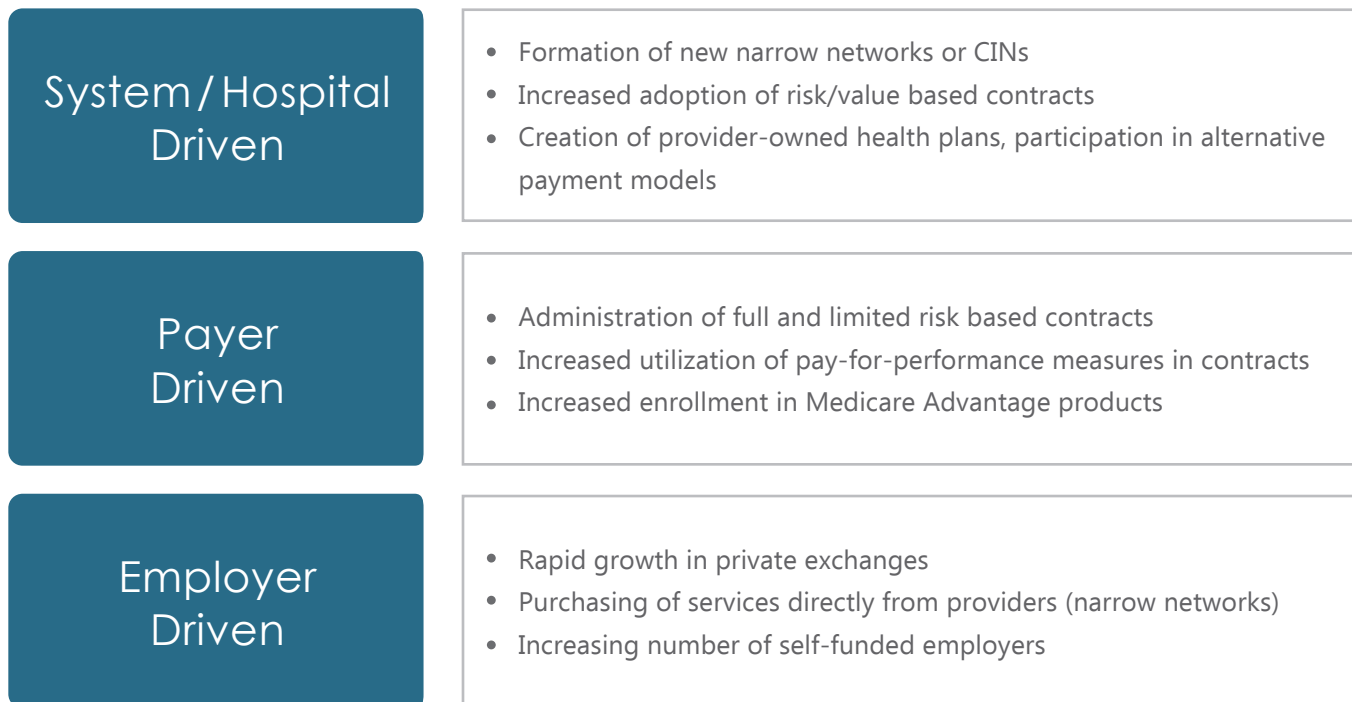 System/Hospital
Driven
• Formation of new narrow networks or CINs
• Increased adoption of risk/value based contracts
• Creation of provider-owned health plans, participation in alternative
payment models
Payer
Driven
• Administration of full and limited risk based contracts
• Increased utilization of pay-for-performance measures in contracts
• Increased enrollment in Medicare Advantage products
Employer
Driven
• Rapid growth in private exchanges
• Purchasing of services directly from providers (narrow networks)
• Increasing number of self-funded employers